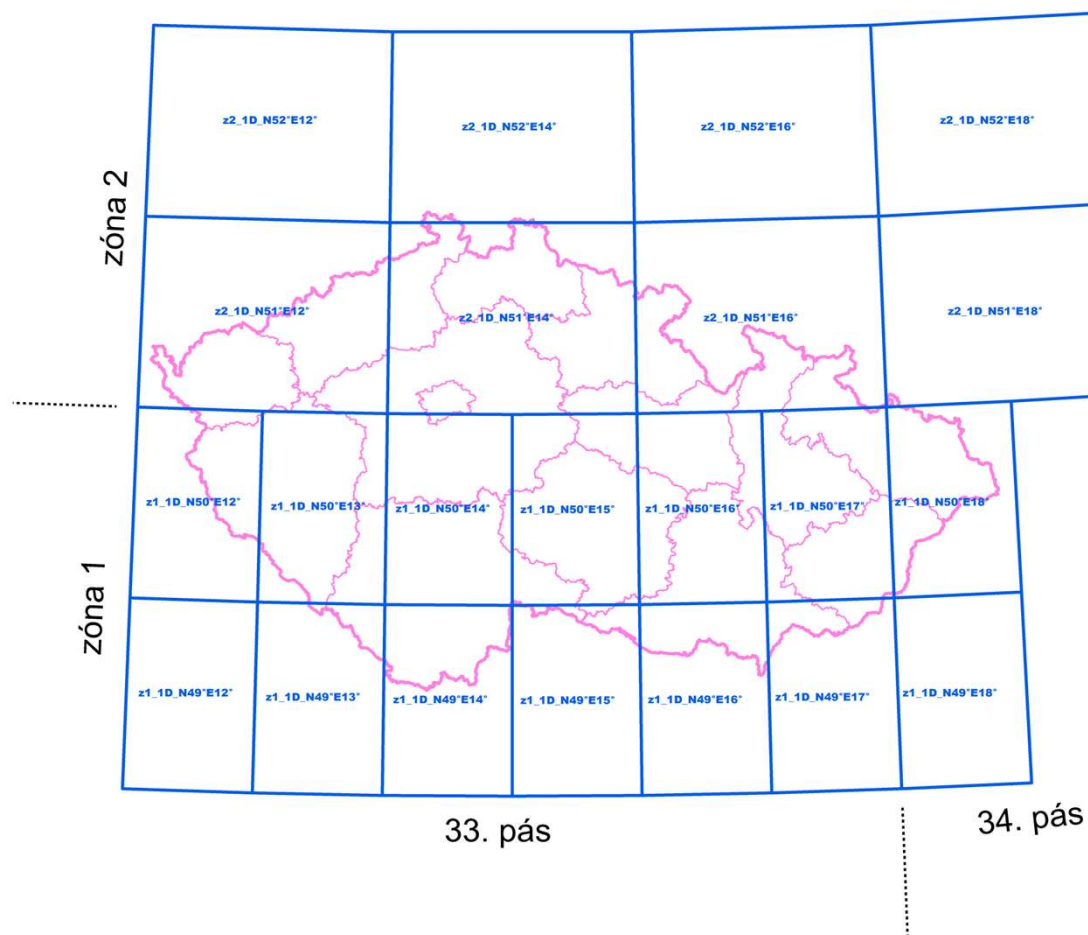 z2_1D_N52°E12°
z2_1D_N52°E14°
z2_1D_N52°E16°
z2_1D_N52°E18°
zóna 2
z2_1D_N51°E12°
z2_1D_N51°E14°
z2_1D_N51°E16°
z2_1D_N51°E18°
z1_1D_N50°E12°
z1_1D_N50°E13°
z1_1D_N50°E14°
z1_1D_N50°E15°
z1_1D_N50°E16°
z1_1D_N50°E17°
z1_1D_N50°E18°
zóna 1
z1_1D_N49°E12°
z1_1D_N49°E13°
z1_1D_N49°E14°
z1_1D_N49°E15°
z1_1D_N49°E16°
z1_1D_N49°E17°
z1_1D_N49°E18°
33. pás
34. pás